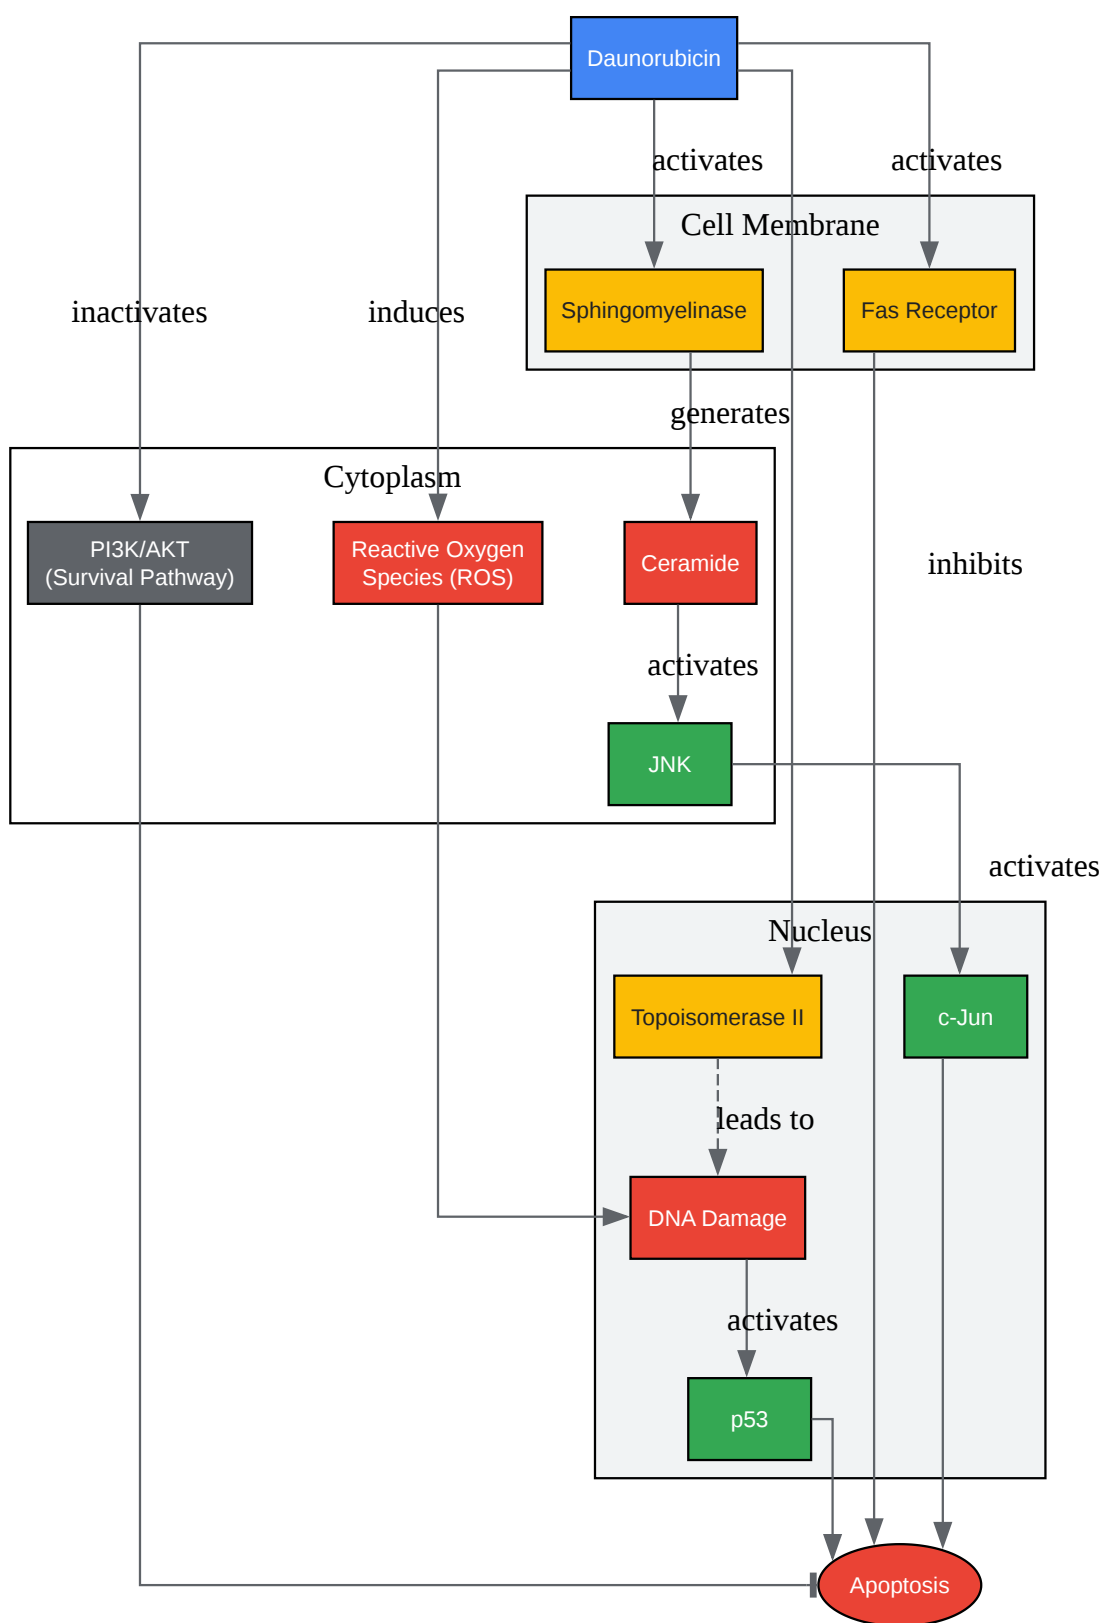 Daunorubicin
activates
activates
Cell Membrane
inactivates
induces
Sphingomyelinase
Fas Receptor
generates
Cytoplasm
PI3K/AKT
(Survival Pathway)
Reactive Oxygen
Species (ROS)
Ceramide
inhibits
activates
JNK
activates
Nucleus
Topoisomerase II
c-Jun
leads to
DNA Damage
activates
p53
Apoptosis